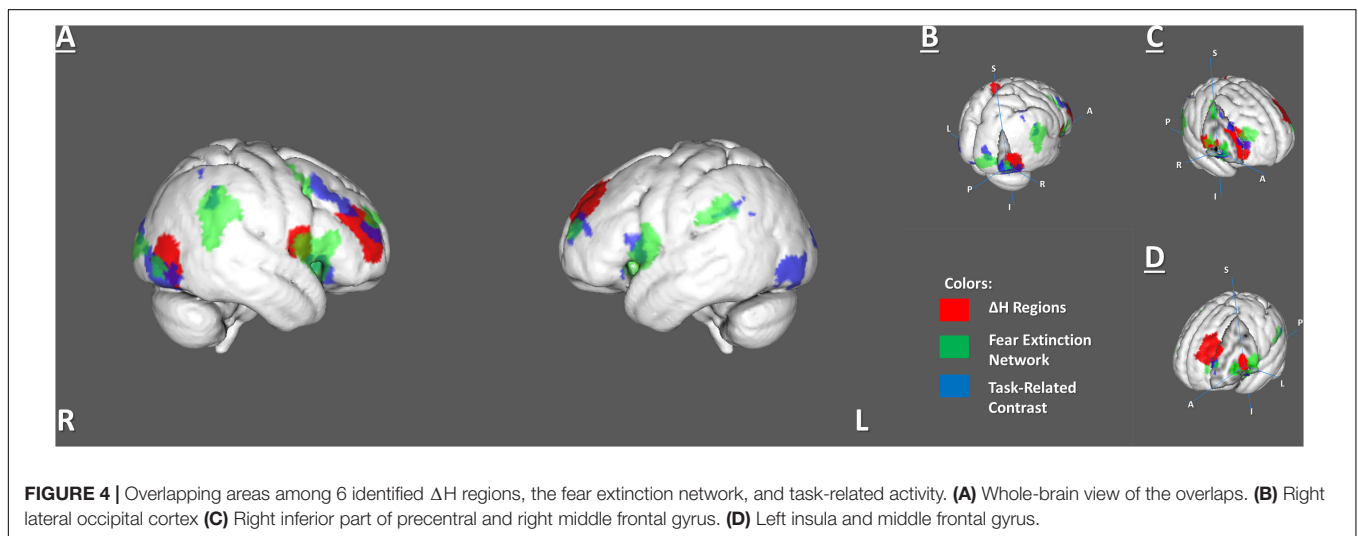 A
B
C
S
S
A
L
P
R
R
P
I
A
I
D
S
P
L
A
I
Colors:
ΔH Regions
Fear Extinction
Network
Task-Related
Contrast
R
L
FIGURE 4 | Overlapping areas among 6 identified ΔH regions, the fear extinction network, and task-related activity. (A) Whole-brain view of the overlaps. (B) Right
lateral occipital cortex (C) Right inferior part of precentral and right middle frontal gyrus. (D) Left insula and middle frontal gyrus.